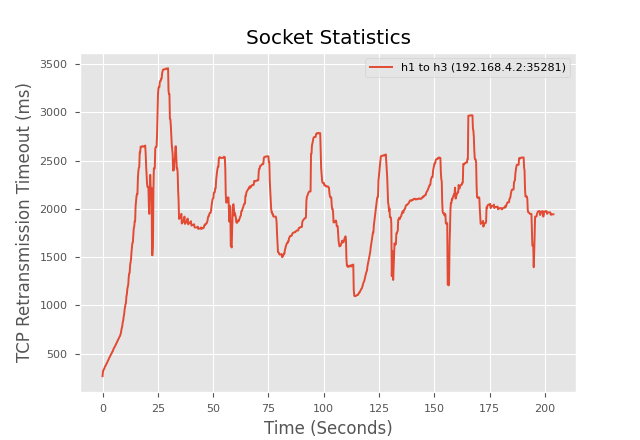 Socket Statistics
h1 to h3 (192.168.4.2:35281)
TCP Retransmission Timeout (ms)
3500
3000
2500
2000
1500
1000
500
0 25 50 75 100 125 150 175 200
Time (Seconds)